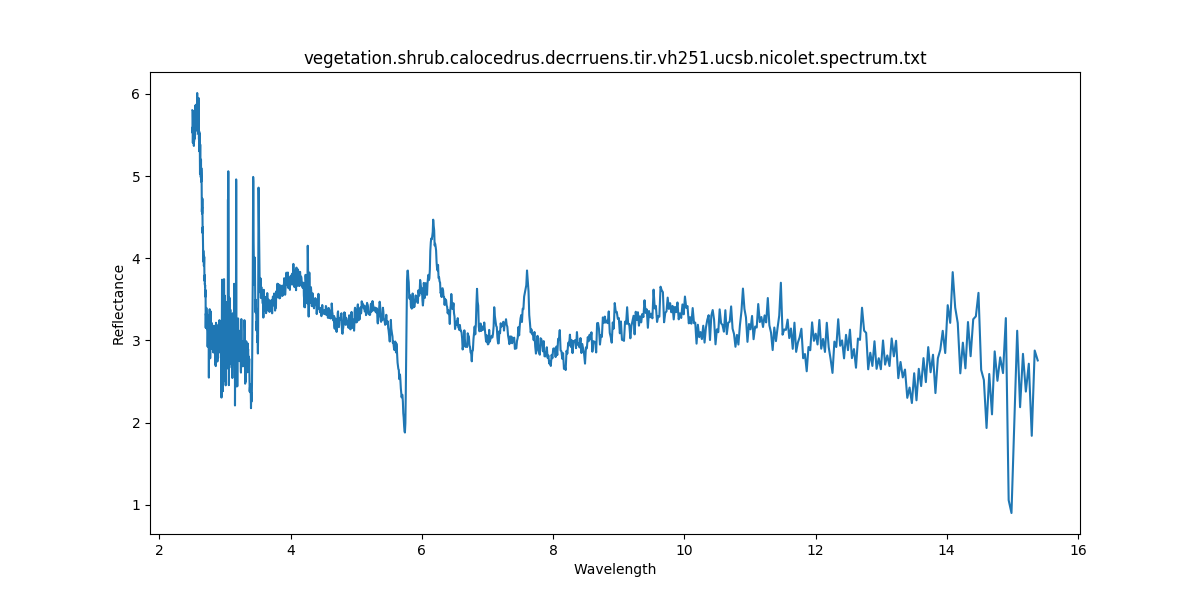 vegetation.shrub.calocedrus.decrruens.tir.vh251.ucsb.nicolet.spectrum.txt
6
5
4
3
2
1
Reflectance
2 4 6 8 10 12 14 16
Wavelength